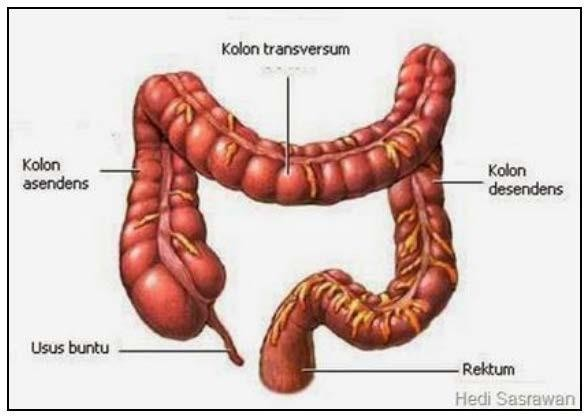 Kolon transversum
Kolon
asendens
Kolon
desendens
Usus buntu
Rektum
Hedi Sasrawan